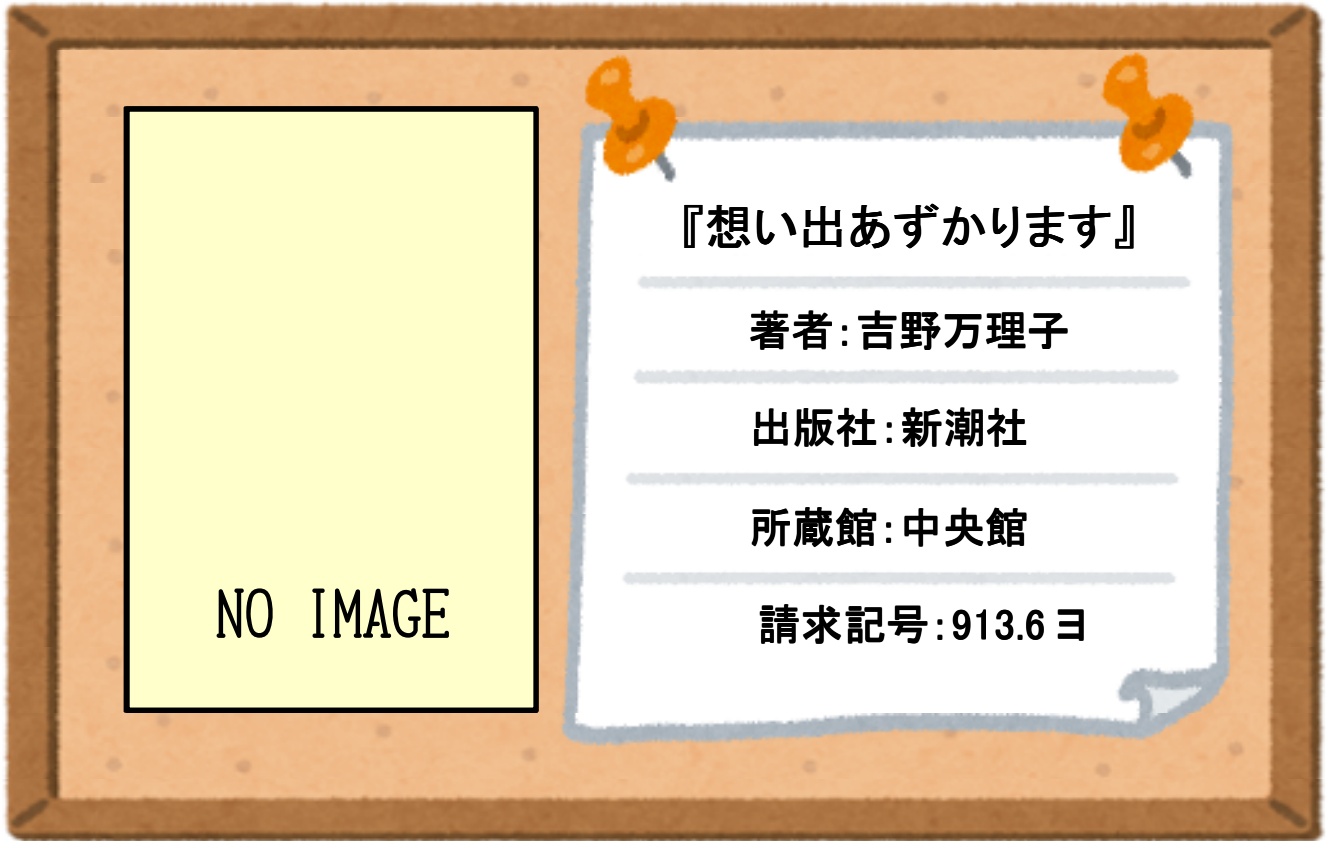 NO IMAGE
『想い出あずかります』
著者：吉野万理子
出版社：新潮社
所蔵館：中央館
請求記号：913.6 ヨ